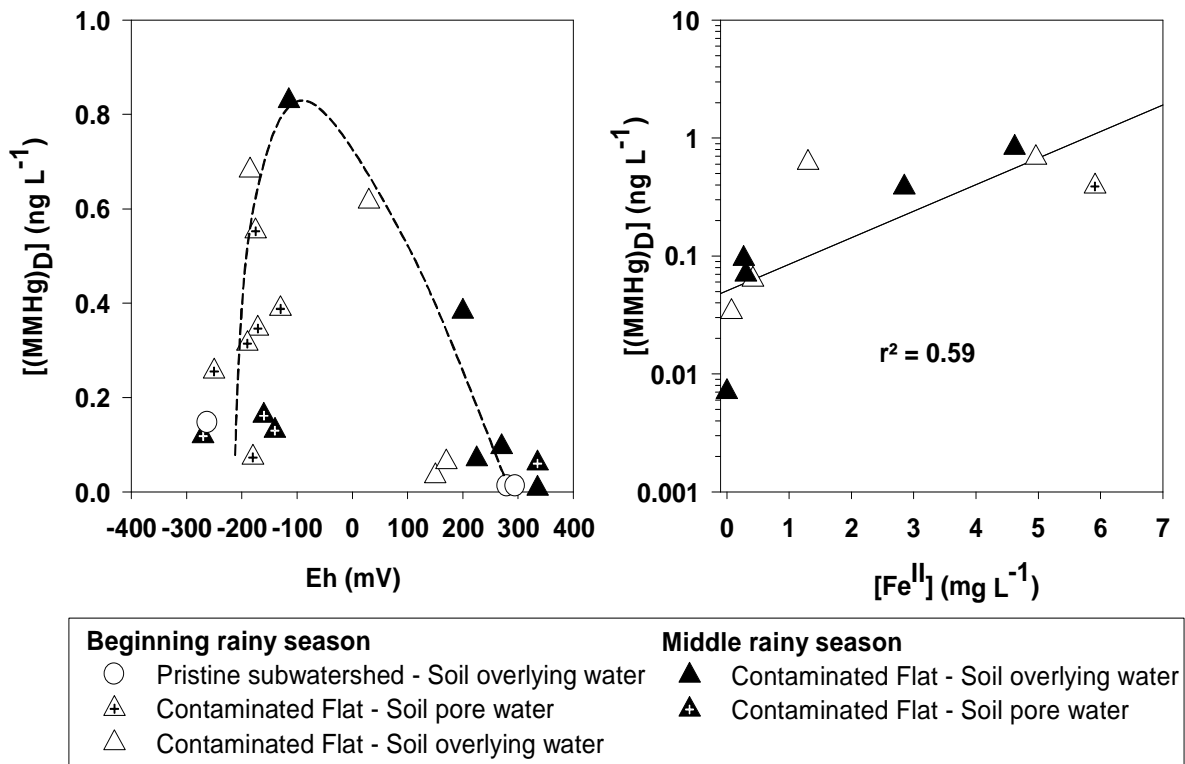 [(MMHg)D] (ng L-1)
1.0
0.8
0.6
0.4
0.2
0.0
-400 -300 -200 -100 0 100 200 300 400
Eh (mV)
[(MMHg)D] (ng L-1)
10
1
0.1
0.01
0.001
r² = 0.59
0 1 2 3 4 5 6 7
[FeII] (mg L-1)
Beginning rainy season
Pristine subwatershed - Soil overlying water
Contaminated Flat - Soil pore water
Contaminated Flat - Soil overlying water
Middle rainy season
Contaminated Flat - Soil overlying water
Contaminated Flat - Soil pore water